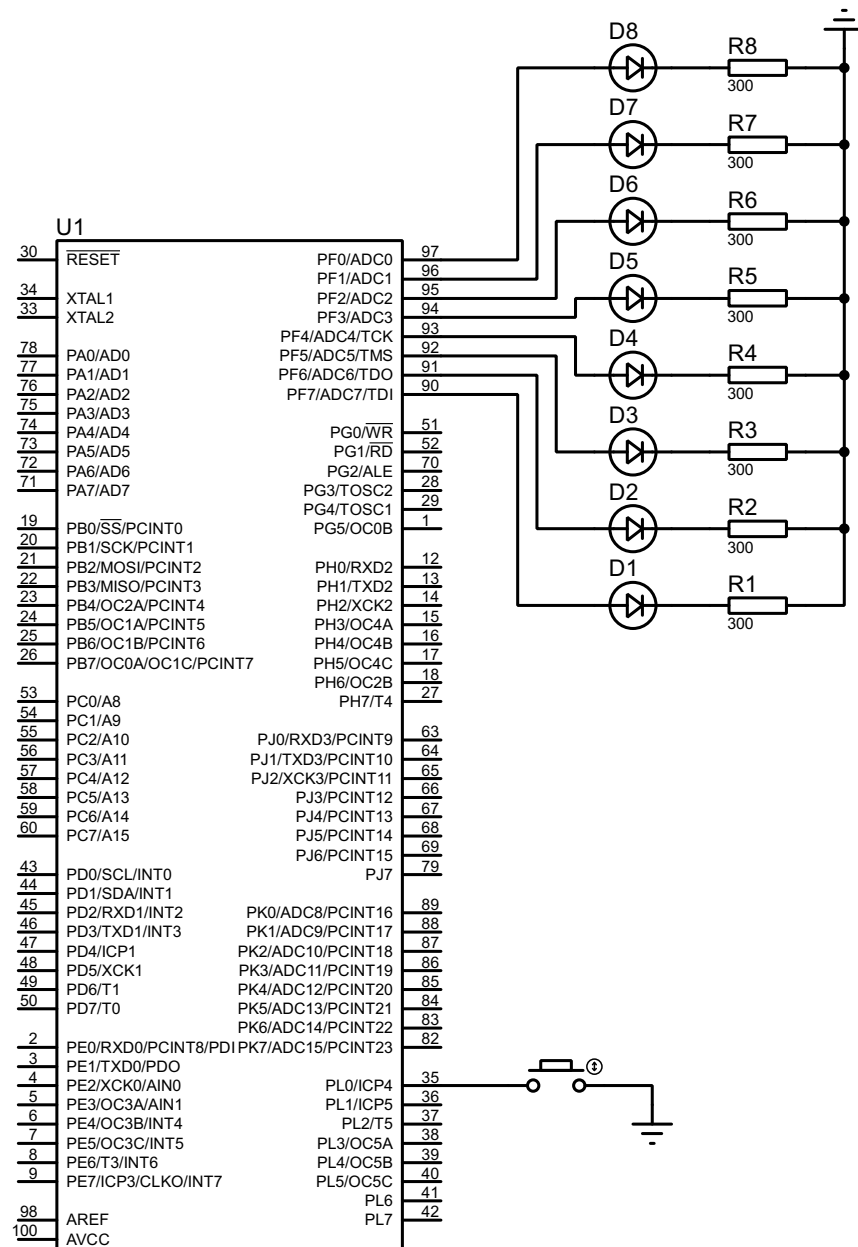 D8
R8
300
D7
R7
300
D6
R6
300
D5
R5
300
D4
R4
300
D3
R3
300
D2
R2
300
D1
R1
300
U1
30 RESET
34 XTAL1
33 XTAL2
78 PA0/AD0
77 PA1/AD1
76 PA2/AD2
75 PA3/AD3
74 PA4/AD4
73 PA5/AD5
72 PA6/AD6
71 PA7/AD7
19 PB0/SS/PCINT0
20 PB1/SCK/PCINT1
21 PB2/MOSI/PCINT2
22 PB3/MISO/PCINT3
23 PB4/OC2A/PCINT4
24 PB5/OC1A/PCINT5
25 PB6/OC1B/PCINT6
26 PB7/OC0A/OC1C/PCINT7
53 PC0/A8
54 PC1/A9
55 PC2/A10
56 PC3/A11
57 PC4/A12
58 PC5/A13
59 PC6/A14
60 PC7/A15
43 PD0/SCL/INT0
44 PD1/SDA/INT1
45 PD2/RXD1/INT2
46 PD3/TXD1/INT3
47 PD4/ICP1
48 PD5/XCK1
49 PD6/T1
50 PD7/T0
2 PE0/RXD0/PCINT8/PDI
3 PE1/TXD0/PDO
4 PE2/XCK0/AIN0
5 PE3/OC3A/AIN1
6 PE4/OC3B/INT4
7 PE5/OC3C/INT5
8 PE6/T3/INT6
9 PE7/ICP3/CLKO/INT7
98 AREF
100 AVCC
PF0/ADC0 97
PF1/ADC1 96
PF2/ADC2 95
PF3/ADC3 94
PF4/ADC4/TCK 93
PF5/ADC5/TMS 92
PF6/ADC6/TDO 91
PF7/ADC7/TDI 90
PG0/WR 51
PG1/RD 52
PG2/ALE 70
PG3/TOSC2 28
PG4/TOSC1 29
PG5/OC0B 1
PH0/RXD2 12
PH1/TXD2 13
PH2/XCK2 14
PH3/OC4A 15
PH4/OC4B 16
PH5/OC4C 17
PH6/OC2B 18
PH7/T4 27
PJ0/RXD3/PCINT9 63
PJ1/TXD3/PCINT10 64
PJ2/XCK3/PCINT11 65
PJ3/PCINT12 66
PJ4/PCINT13 67
PJ5/PCINT14 68
PJ6/PCINT15 69
PJ7 79
PK0/ADC8/PCINT16 89
PK1/ADC9/PCINT17 88
PK2/ADC10/PCINT18 87
PK3/ADC11/PCINT19 86
PK4/ADC12/PCINT20 85
PK5/ADC13/PCINT21 84
PK6/ADC14/PCINT22 83
PK7/ADC15/PCINT23 82
PL0/ICP4 35
PL1/ICP5 36
PL2/T5 37
PL3/OC5A 38
PL4/OC5B 39
PL5/OC5C 40
PL6 41
PL7 42